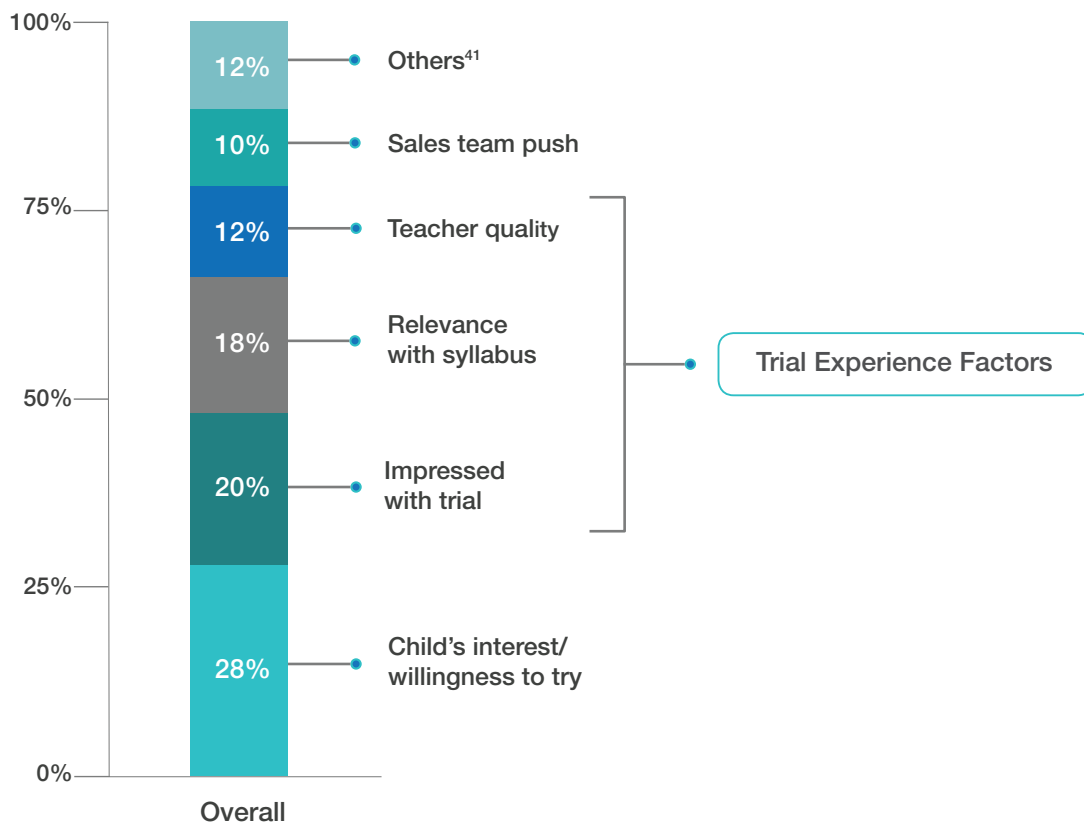 100%
12%
Others⁴¹
10%
Sales team push
75%
12%
Teacher quality
18%
Relevance
with syllabus
Trial Experience Factors
50%
20%
Impressed
with trial
25%
28%
Child's interest/
willingness to try
0%
Overall